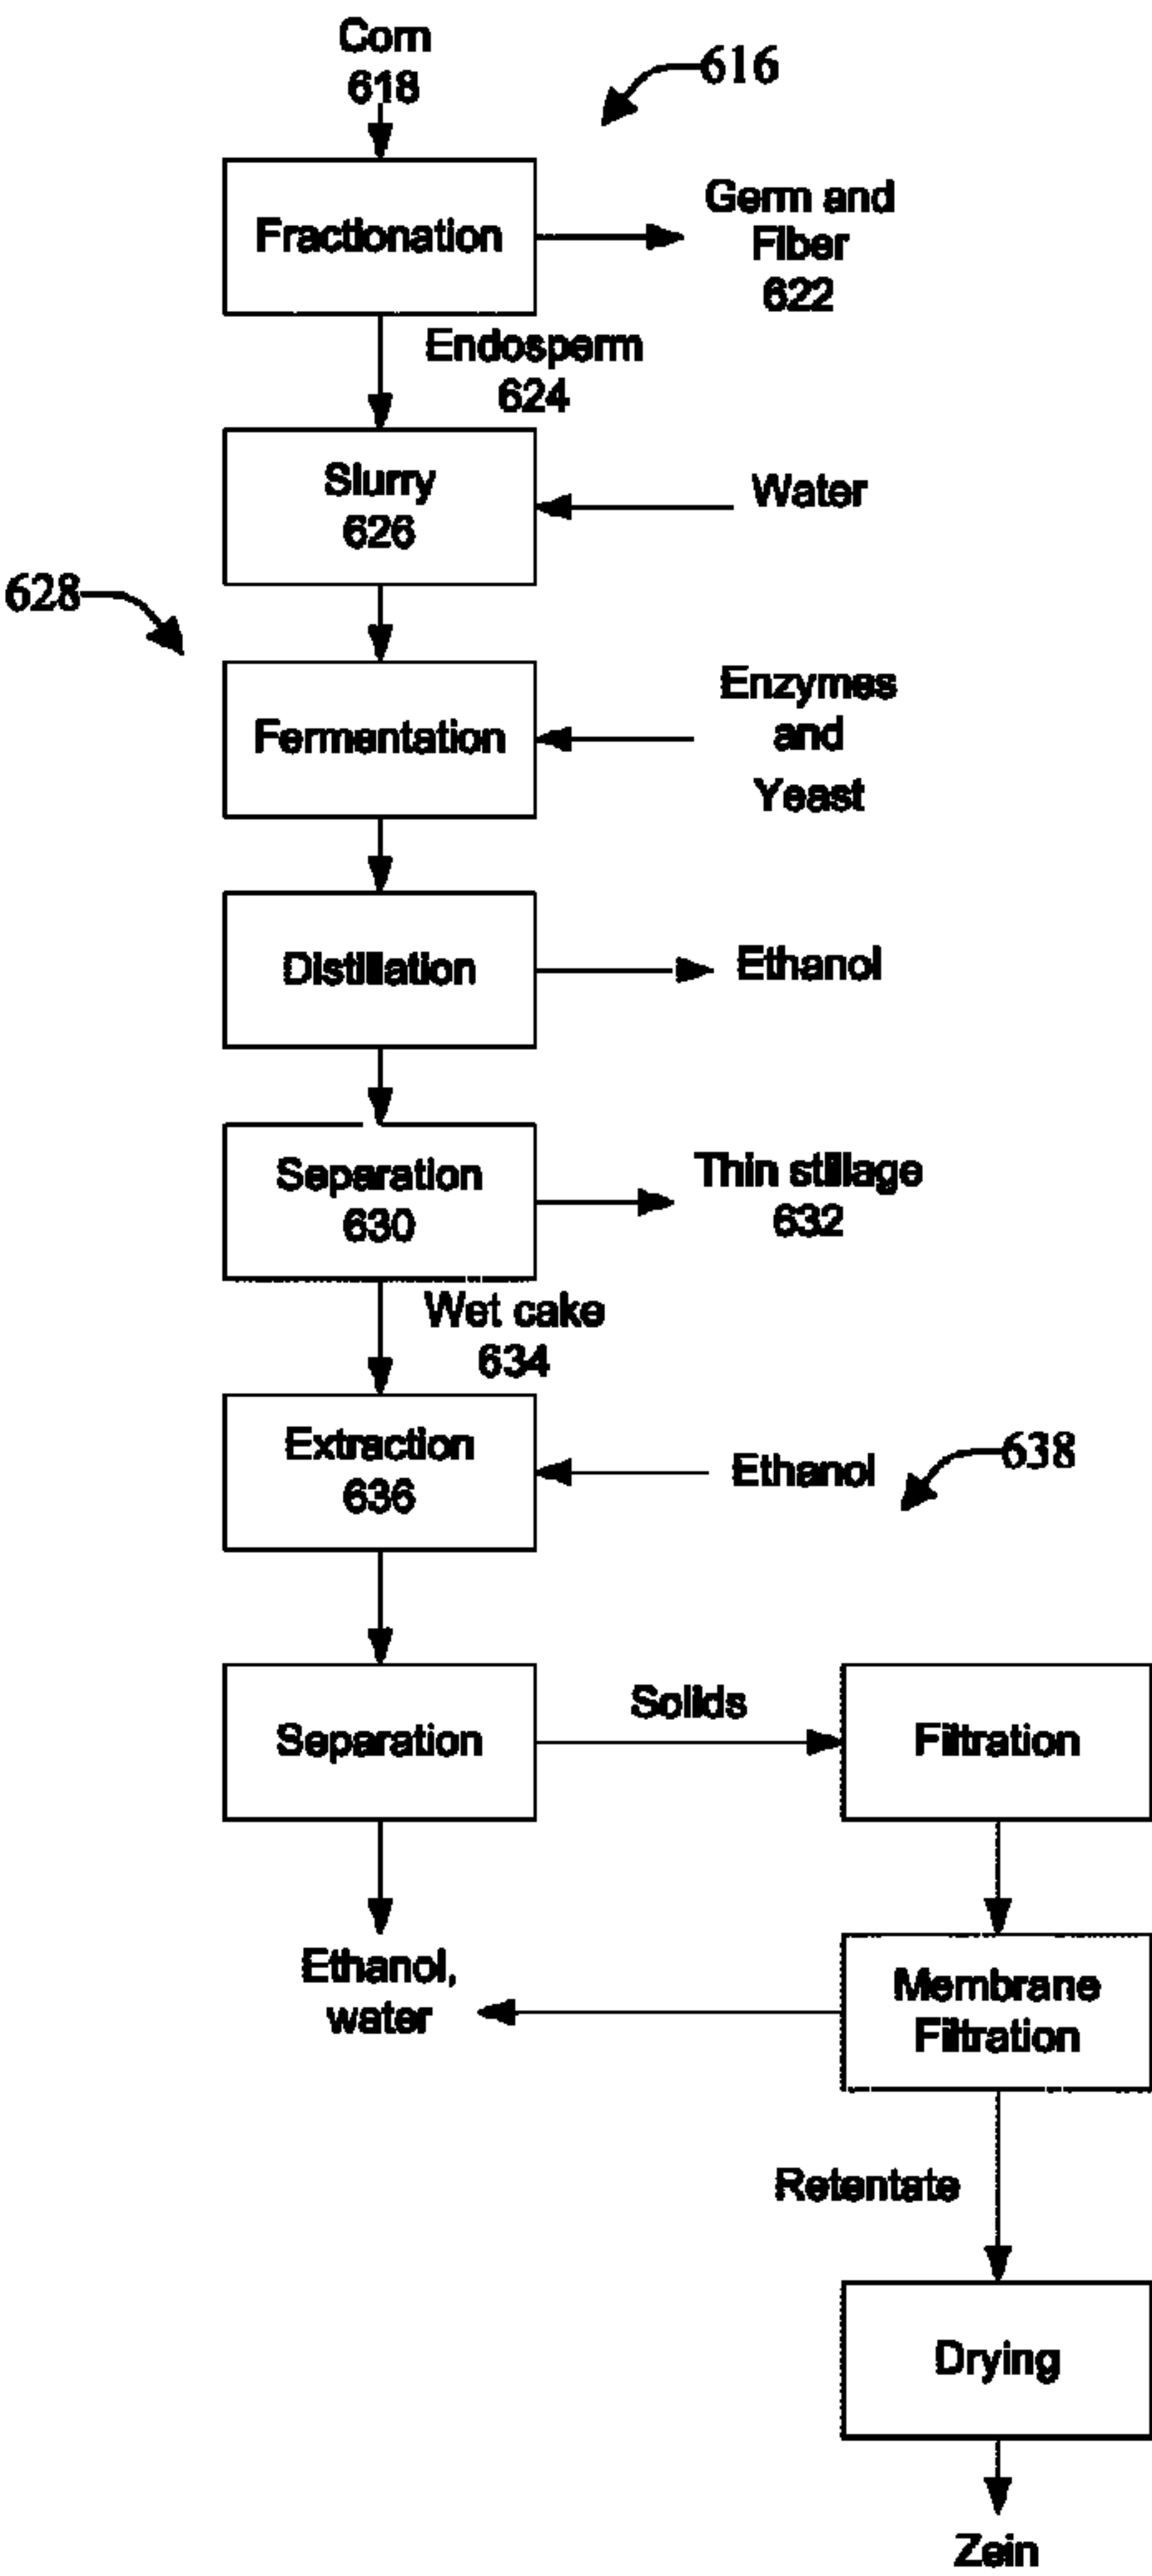 Corn
618
616
Fractionation
Germ and
Fiber
622
Endosperm
624
Slurry
626
Water
628
Fermentation
Enzymes
and
Yeast
Distillation
Ethanol
Separation
630
Thin stillage
632
Wet cake
634
Extraction
636
Ethanol
638
Separation
Solids
Filtration
Ethanol,
water
Membrane
Filtration
Retentate
Drying
Zein